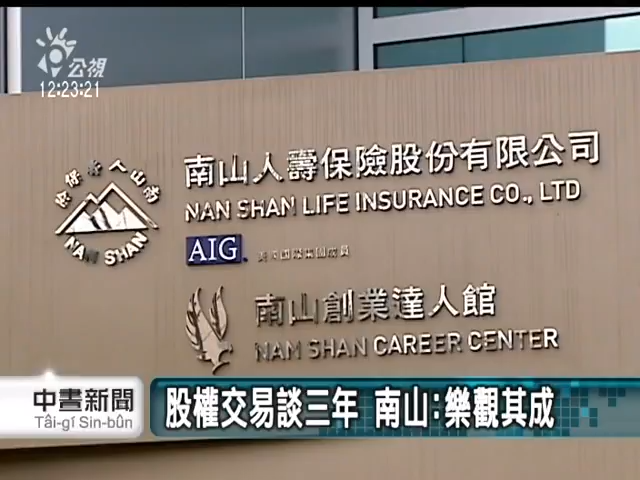 公視
12:23:21
南山人壽保險股份有限公司
NAN SHAN LIFE INSURANCE CO., LTD
NAN SHAN
AIG
南山創業達人館
NAM SHAN CAREER CENTER
中晝新聞
Tâi-gí Sin-bûn
股權交易談三年 南山:樂觀其成